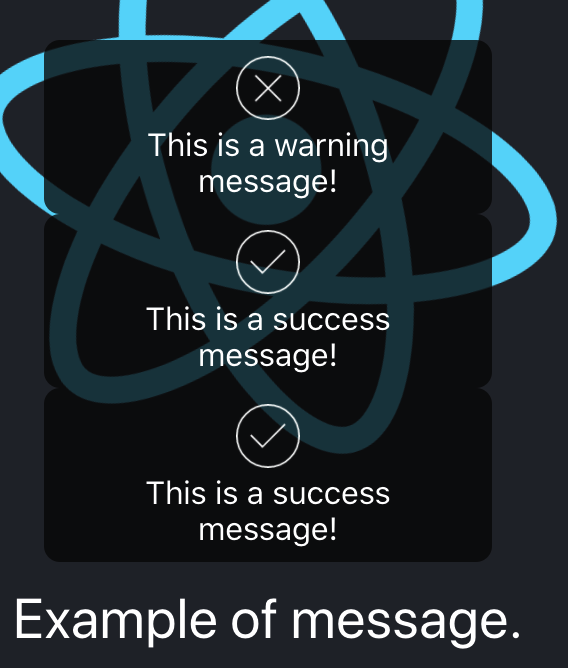 This is a warning
message!
This is a success
message!
This is a success
message!
Example of message.